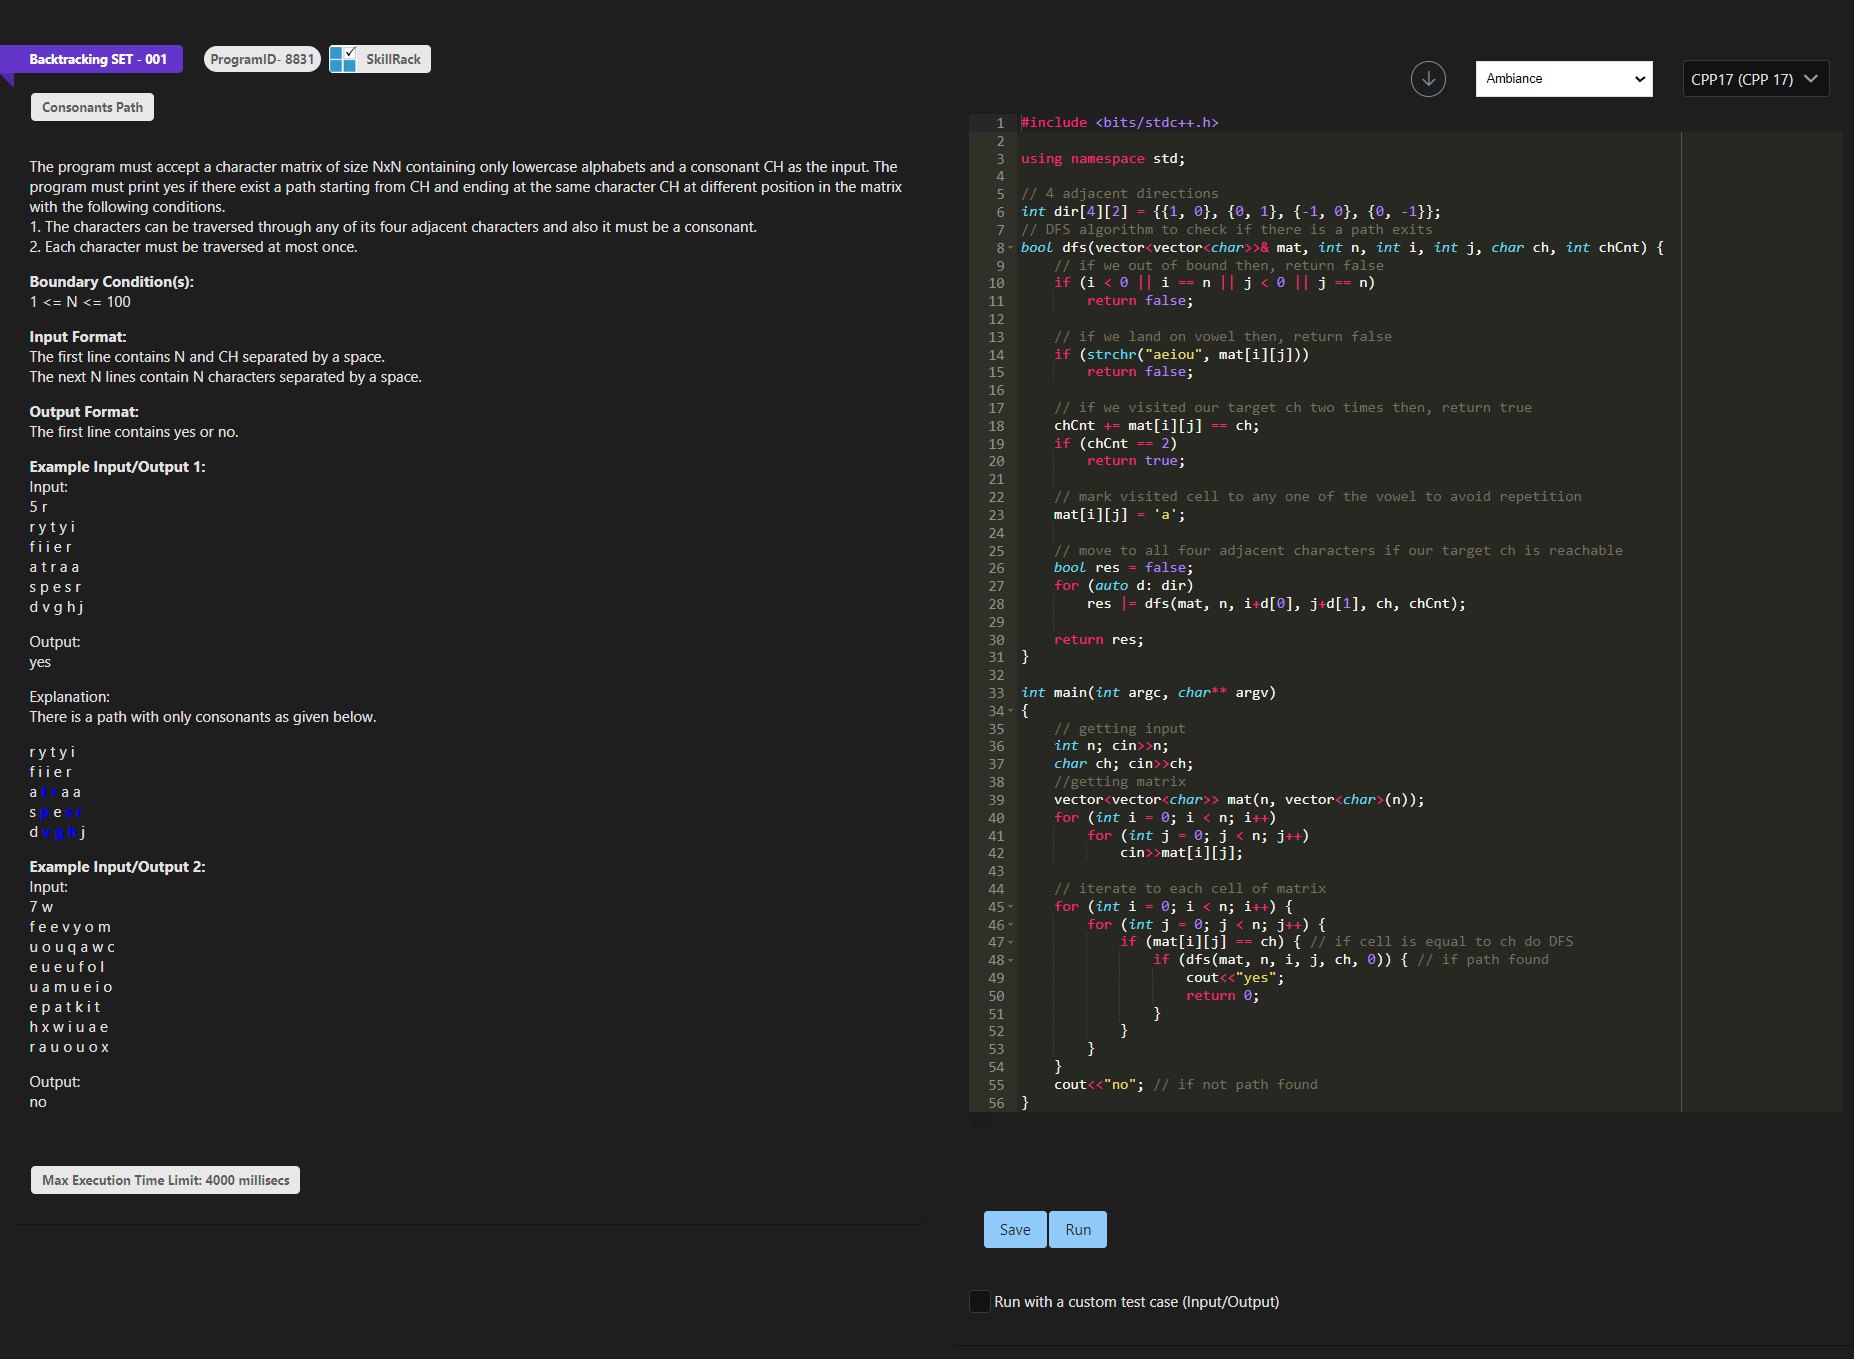 Backtracking SET - 001
ProgramID- 8831
SkillRack
Consonants Path
The program must accept a character matrix of size NxN containing only lowercase alphabets and a consonant CH as the input. The
program must print yes if there exist a path starting from CH and ending at the same character CH at different position in the matrix
with the following conditions.
1. The characters can be traversed through any of its four adjacent characters and also it must be a consonant.
2. Each character must be traversed at most once.
Boundary Condition(s):
1 <= N <= 100
Input Format:
The first line contains N and CH separated by a space.
The next N lines contain N characters separated by a space.
Output Format:
The first line contains yes or no.
Example Input/Output 1:
Input:
5 r
r y t y i
f i i e r
a t r a a
s p e s r
d v g h j
Output:
yes
Explanation:
There is a path with only consonants as given below.
r y t y i
f i i e r
a t r a a
s p e s r
d v g h j
Example Input/Output 2:
Input:
7 w
f e e v y o m
u o u q a w c
e u e u f o l
u a m u e i o
e p a t k i t
h x w i u a e
r a u o u o x
Output:
no
Max Execution Time Limit: 4000 millisecs
Ambiance
CPP17 (CPP 17)
1 #include <bits/stdc++.h>
2
3 using namespace std;
4
5 // 4 adjacent directions
6 int dir[4][2] = {{1, 0}, {0, 1}, {-1, 0}, {0, -1}};
7 // DFS algorithm to check if there is a path exits
8 bool dfs(vector<vector<char>>& mat, int n, int i, int j, char ch, int chCnt) {
9     // if we out of bound then, return false
10     if (i < 0 || i == n || j < 0 || j == n)
11         return false;
12
13     // if we land on vowel then, return false
14     if (strchr("aeiou", mat[i][j]))
15         return false;
16
17     // if we visited our target ch two times then, return true
18     chCnt += mat[i][j] == ch;
19     if (chCnt == 2)
20         return true;
21
22     // mark visited cell to any one of the vowel to avoid repetition
23     mat[i][j] = 'a';
24
25     // move to all four adjacent characters if our target ch is reachable
26     bool res = false;
27     for (auto d: dir)
28         res |= dfs(mat, n, i+d[0], j+d[1], ch, chCnt);
29
30     return res;
31 }
32
33 int main(int argc, char** argv)
34 {
35     // getting input
36     int n; cin>>n;
37     char ch; cin>>ch;
38     //getting matrix
39     vector<vector<char>> mat(n, vector<char>(n));
40     for (int i = 0; i < n; i++)
41         for (int j = 0; j < n; j++)
42             cin>>mat[i][j];
43
44     // iterate to each cell of matrix
45     for (int i = 0; i < n; i++) {
46         for (int j = 0; j < n; j++) {
47             if (mat[i][j] == ch) { // if cell is equal to ch do DFS
48                 if (dfs(mat, n, i, j, ch, 0)) { // if path found
49                     cout<<"yes";
50                     return 0;
51                 }
52             }
53         }
54     }
55     cout<<"no"; // if not path found
56 }
Save
Run
Run with a custom test case (Input/Output)